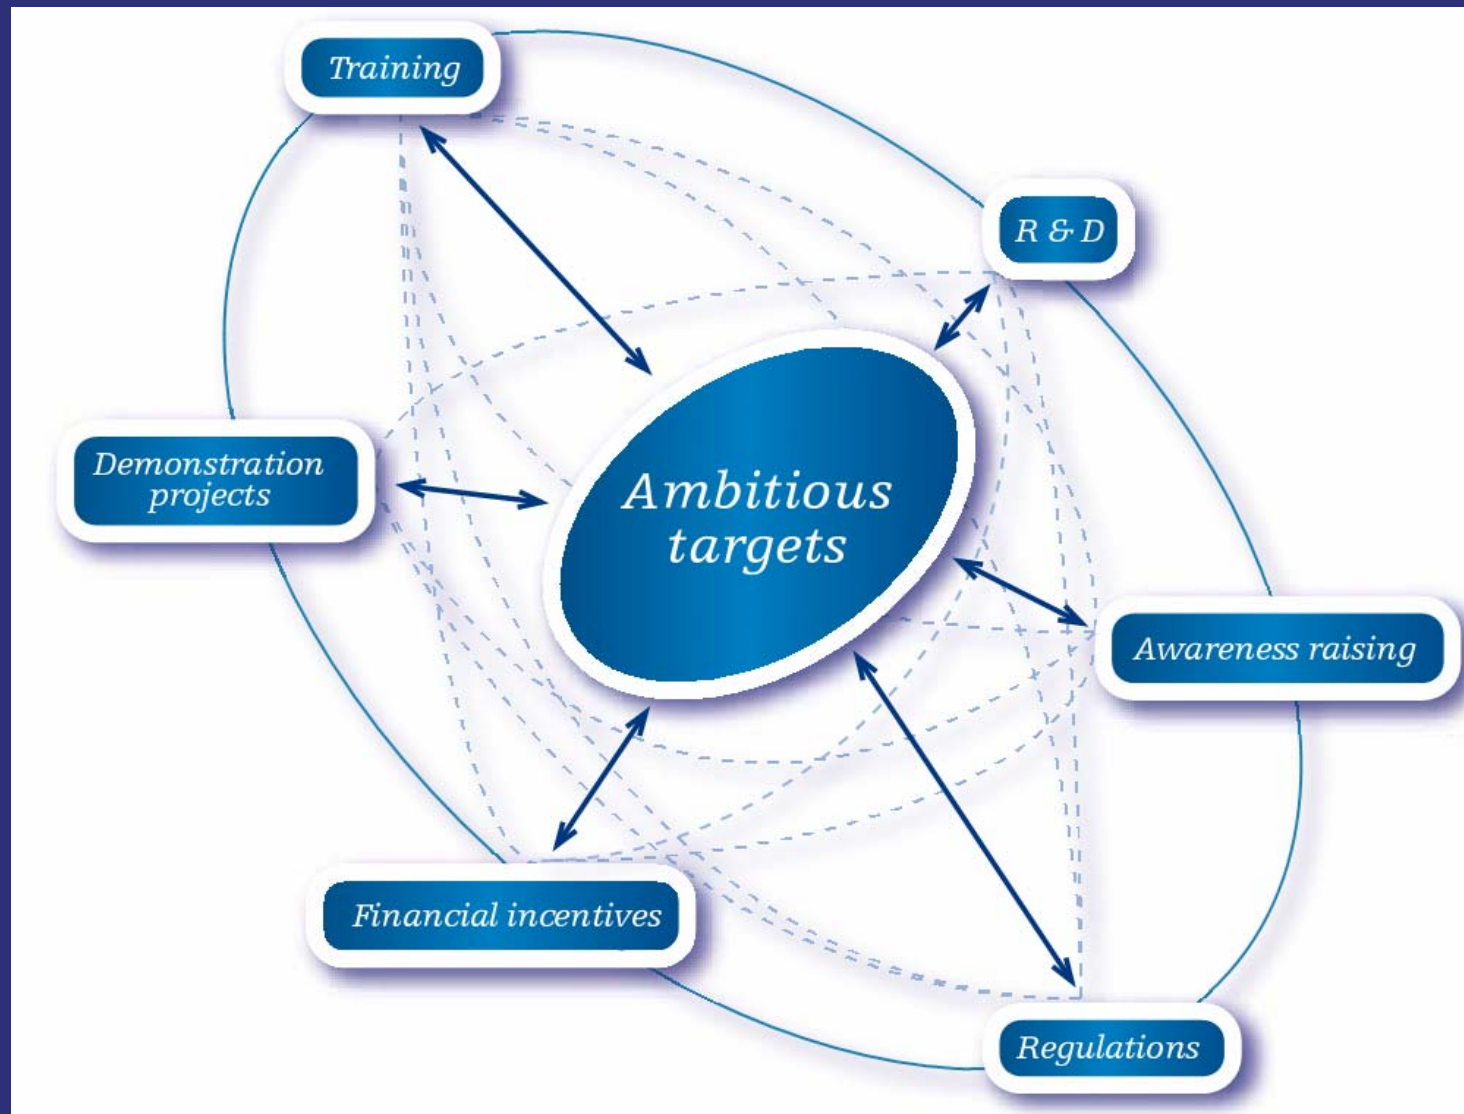 Training
R & D
Demonstration
projects
Ambitious
targets
Awareness raising
Financial incentives
Regulations